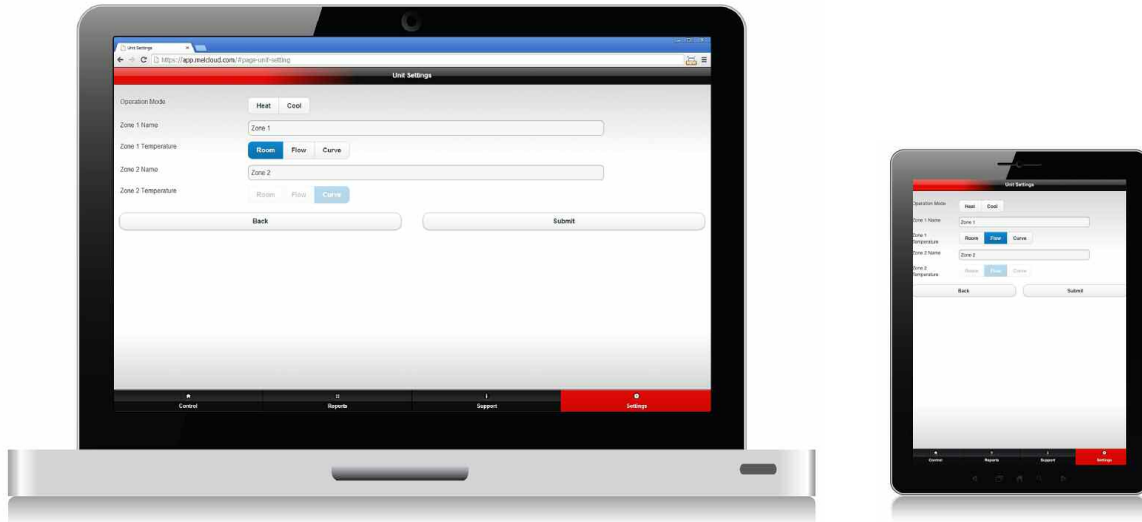 Unit Settings
https://app.melcloud.com/#page-unit-setting
Unit Settings
Operation Mode
Heat Cool
Zone 1 Name
Zone 1
Zone 1 Temperature
Room Flow Curve
Zone 2 Name
Zone 2
Zone 2 Temperature
Room Flow Curve
Back Submit
Control Reports Support Settings
Unit Settings
Operation Mode
Heat Cool
Zone 1 Name
Zone 1
Zone 1
Temperature
Room Flow Curve
Zone 2 Name
Zone 2
Zone 2
Temperature
Room Flow Curve
Back Submit
Control Reports Support Settings